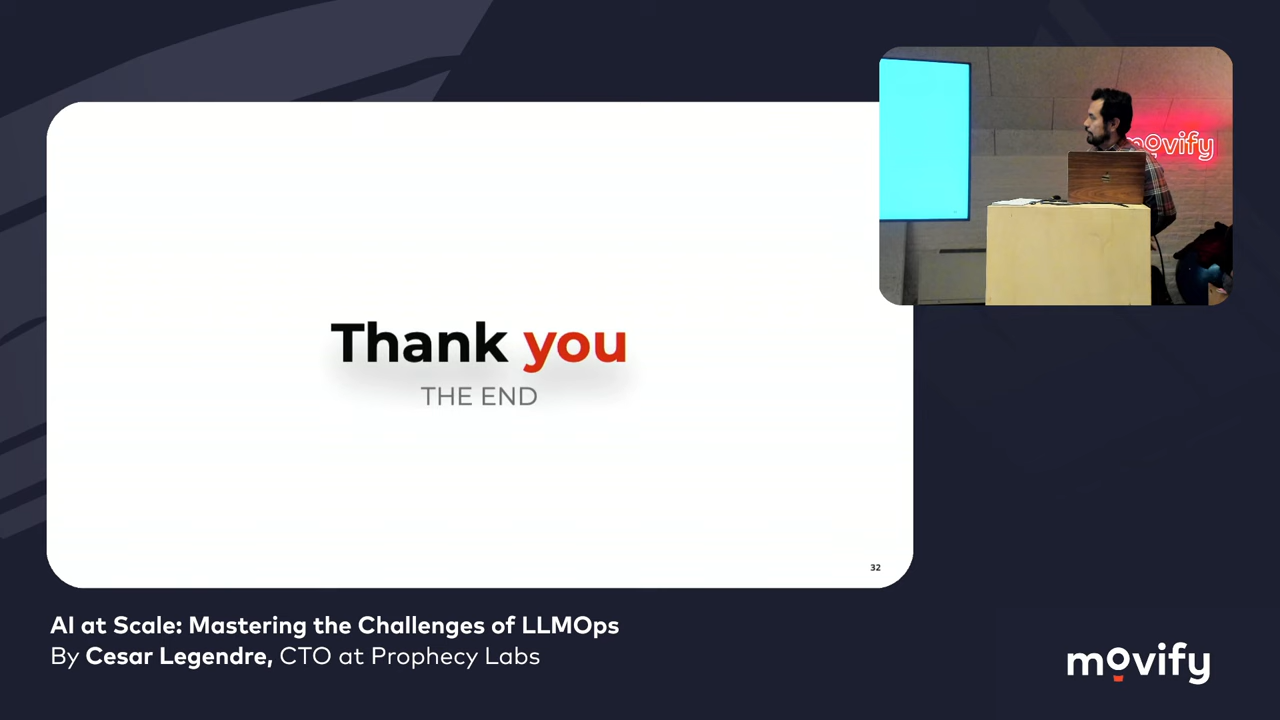 Thank you
THE END
32
movify
AI at Scale: Mastering the Challenges of LLMOps
By Cesar Legendre, CTO at Prophecy Labs
movify